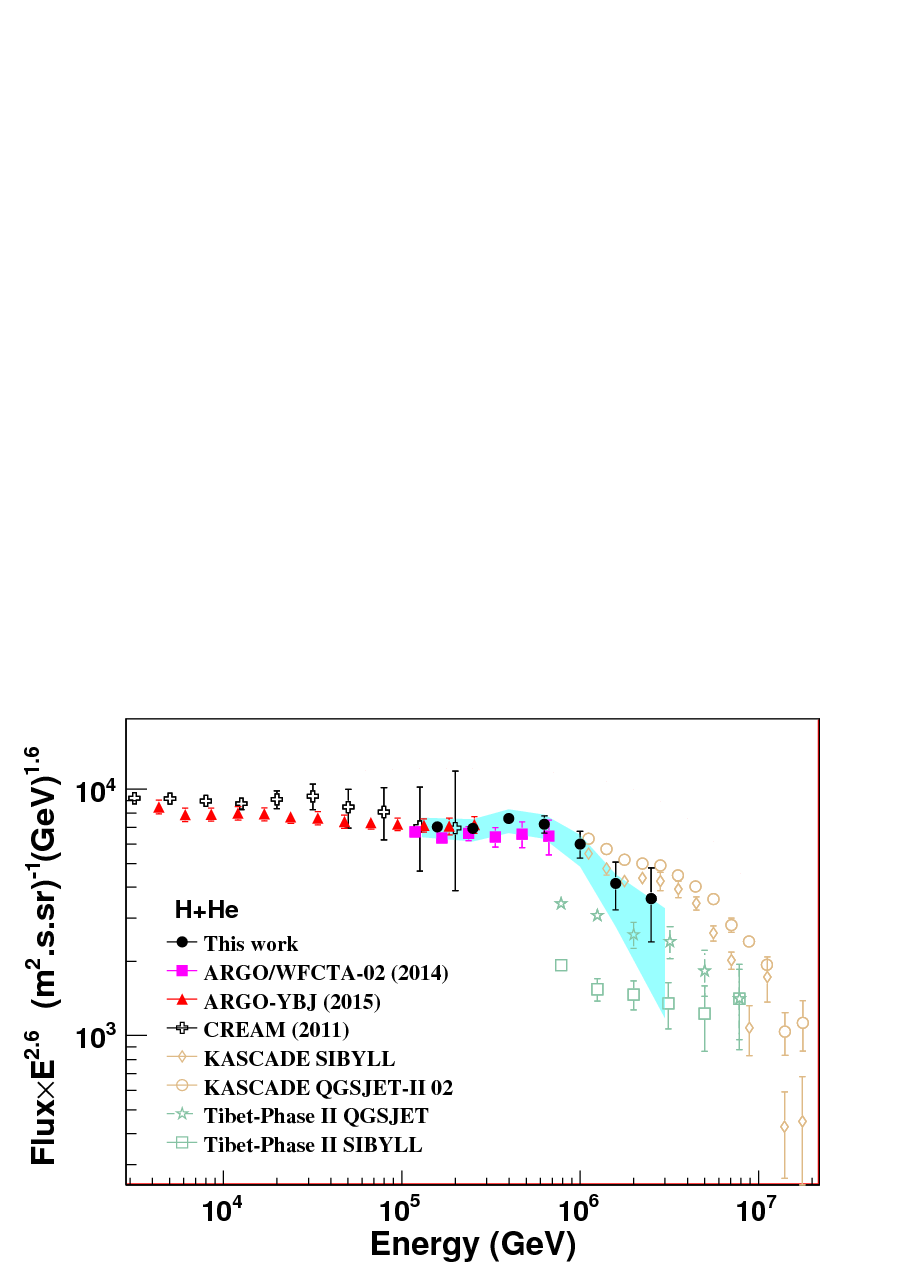 10⁴
10³
Flux×E^2.6 (m².s.sr)⁻¹(GeV)^1.6
H+He
This work
ARGO/WFCTA-02 (2014)
ARGO-YBJ (2015)
CREAM (2011)
KASCADE SIBYLL
KASCADE QGSJET-II 02
Tibet-Phase II QGSJET
Tibet-Phase II SIBYLL
10⁴ 10⁵ 10⁶ 10⁷
Energy (GeV)